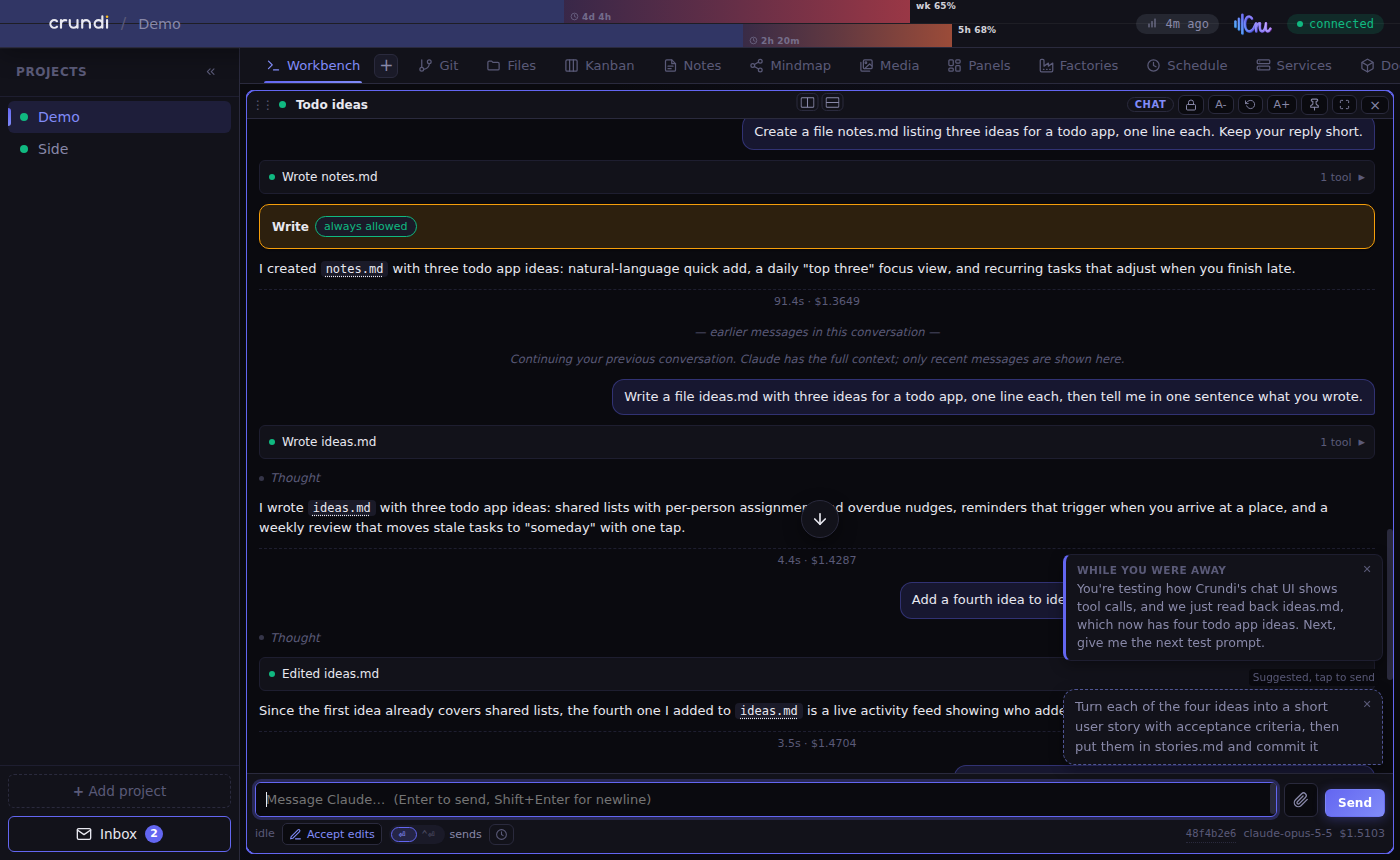 crundi / Demo
4d 4h
wk 65%
2h 20m
5h 68%
4m ago
Cru
connected
PROJECTS «
Demo
Side
+ Add project
Inbox 2
Workbench + Git Files Kanban Notes Mindmap Media Panels Factories Schedule Services Do
Todo ideas
CHAT A- A+
Create a file notes.md listing three ideas for a todo app, one line each. Keep your reply short.
Wrote notes.md 1 tool
Write always allowed
I created notes.md with three todo app ideas: natural-language quick add, a daily "top three" focus view, and recurring tasks that adjust when you finish late.
91.4s · $1.3649
— earlier messages in this conversation —
Continuing your previous conversation. Claude has the full context; only recent messages are shown here.
Write a file ideas.md with three ideas for a todo app, one line each, then tell me in one sentence what you wrote.
Wrote ideas.md 1 tool
Thought
I wrote ideas.md with three todo app ideas: shared lists with per-person assignmen d overdue nudges, reminders that trigger when you arrive at a place, and a
weekly review that moves stale tasks to "someday" with one tap.
4.4s · $1.4287
Add a fourth idea to ide
Thought
Edited ideas.md
Since the first idea already covers shared lists, the fourth one I added to ideas.md is a live activity feed showing who adde
3.5s · $1.4704
WHILE YOU WERE AWAY
You're testing how Crundi's chat UI shows
tool calls, and we just read back ideas.md,
which now has four todo app ideas. Next,
give me the next test prompt.
Suggested, tap to send
Turn each of the four ideas into a short
user story with acceptance criteria, then
put them in stories.md and commit it
Message Claude... (Enter to send, Shift+Enter for newline)
Send
idle Accept edits sends
48f4b2e6 claude-opus-5-5 $1.5103